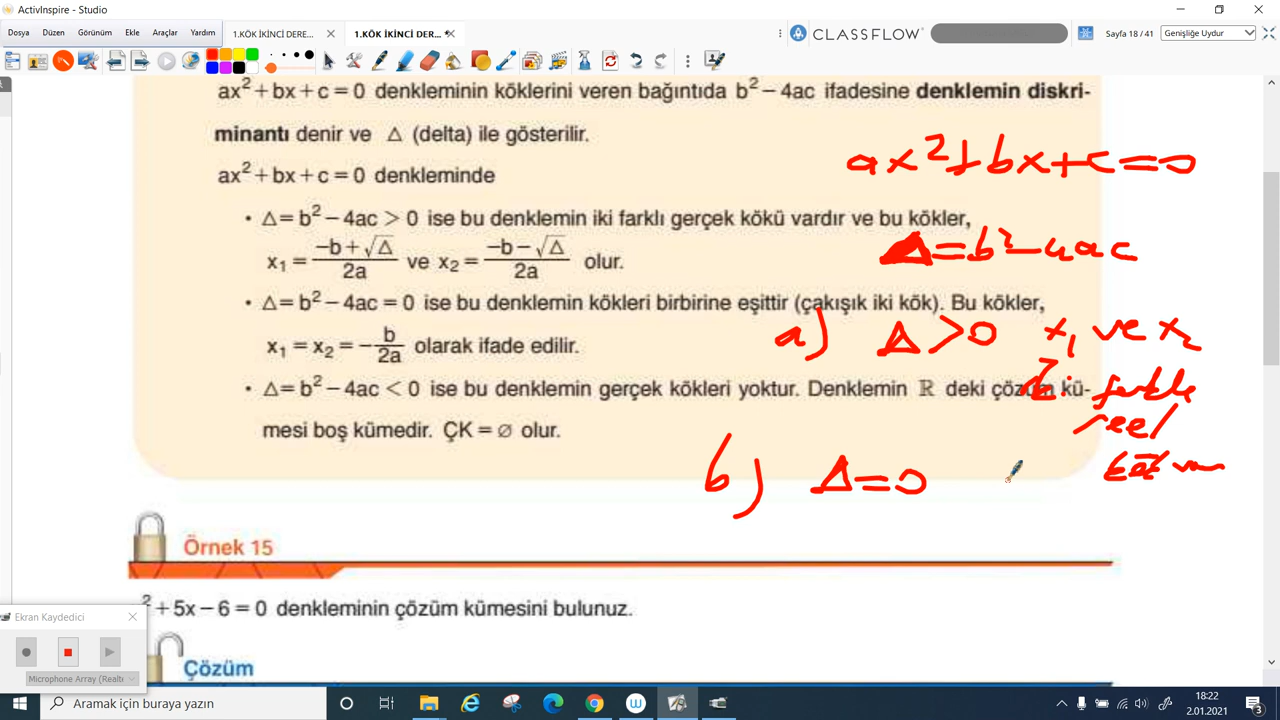 ActivInspire - Studio
Dosya Düzen Görünüm Ekle Araçlar Yardım
1.KÖK İKİNCİ DERE...
1.KÖK İKİNCİ DER...
CLASSFLOW
Sayfa 18 / 41
Genişliğe Uydur
ax²+bx+c=0 denkleminin köklerini veren bağıntıda b²−4ac ifadesine denklemin diskri-
minantı denir ve Δ (delta) ile gösterilir.
ax²+bx+c=0 denkleminde
• Δ=b²−4ac>0 ise bu denklemin iki farklı gerçek kökü vardır ve bu kökler,
x₁=(−b+√Δ)/2a ve x₂=(−b−√Δ)/2a olur.
• Δ=b²−4ac=0 ise bu denklemin kökleri birbirine eşittir (çakışık iki kök). Bu kökler,
x₁=x₂=−b/2a olarak ifade edilir.
• Δ=b²−4ac<0 ise bu denklemin gerçek kökleri yoktur. Denklemin ℝ deki çözüm kü-
mesi boş kümedir. ÇK=∅ olur.
ax²+bx+c=0
Δ=b²−4ac
a) Δ>0 x₁ ve x₂
reel
b) Δ=0
Örnek 15
²+5x−6=0 denkleminin çözüm kümesini bulunuz.
Çözüm
Ekran Kaydedici
Microphone Array (Realte
Aramak için buraya yazın
18:22
2.01.2021
3